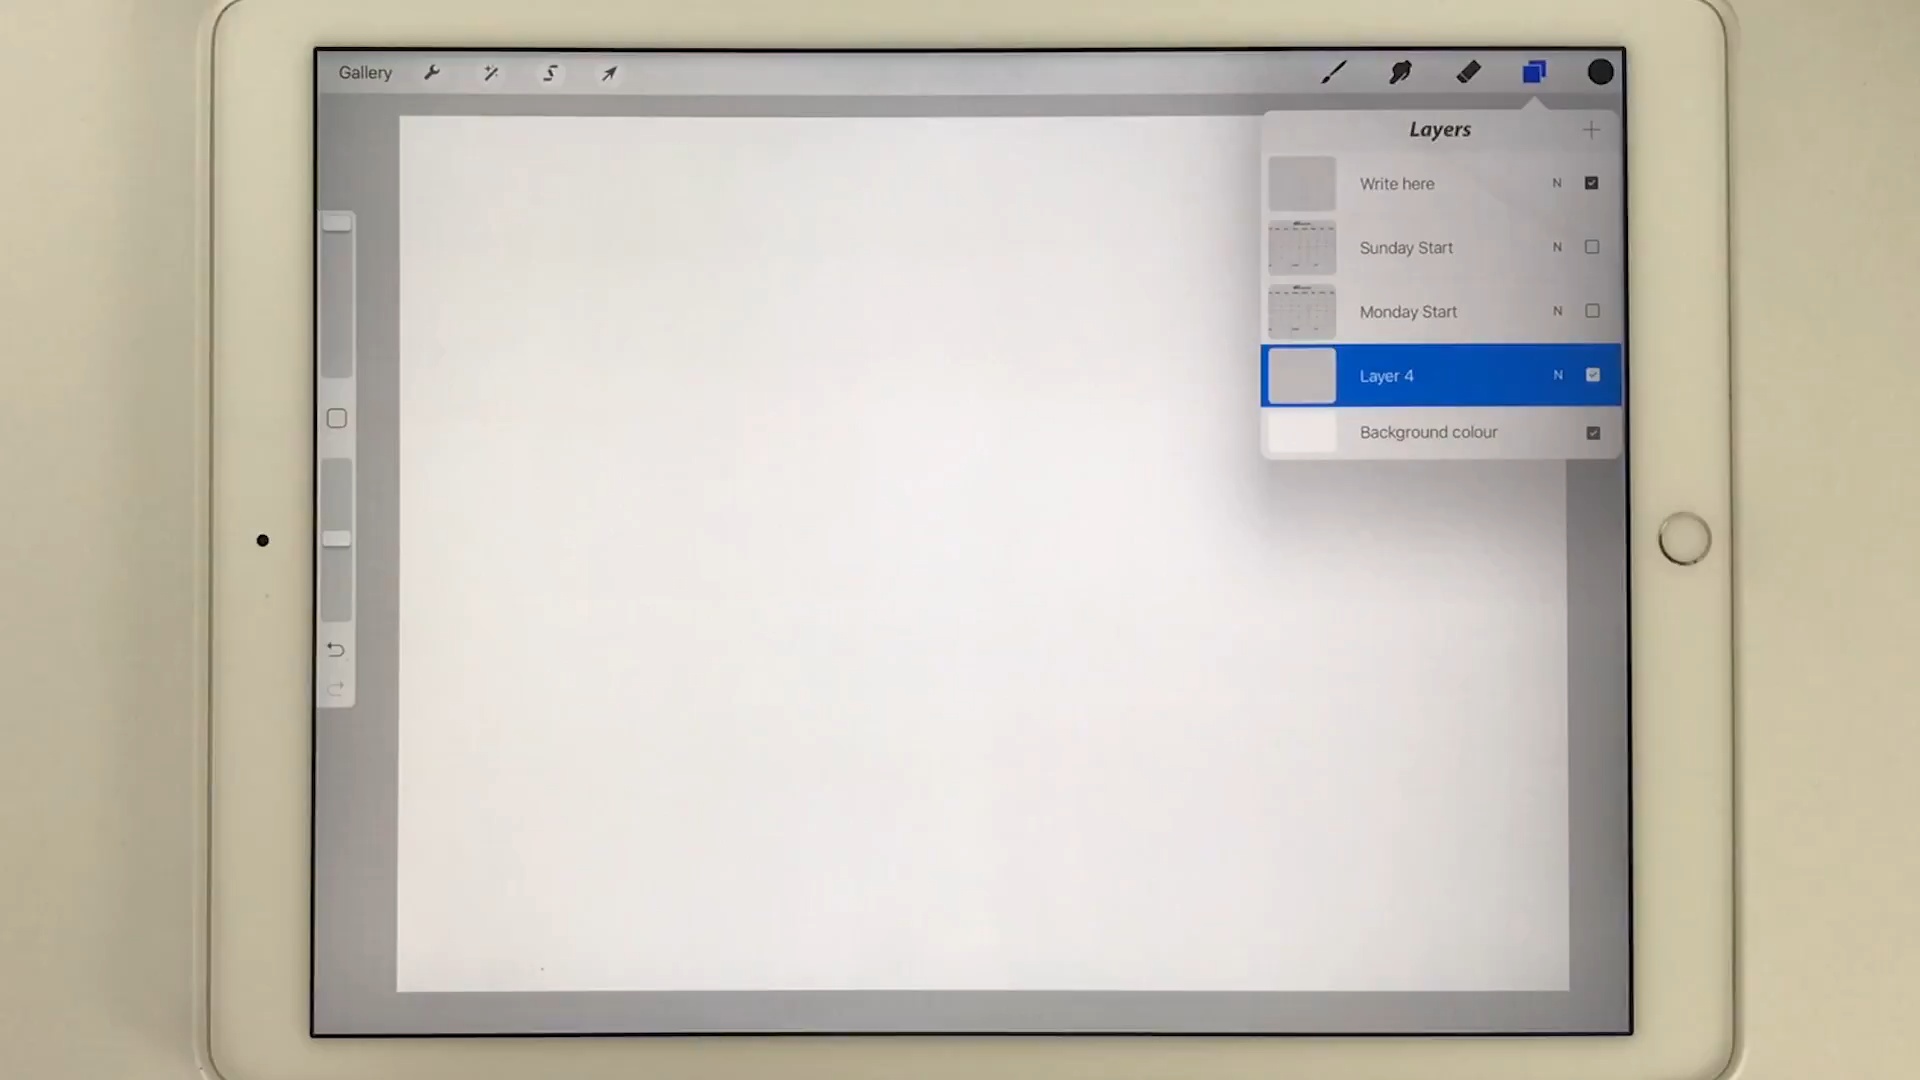 Gallery
Layers
Write here N
Sunday Start N
Monday Start N
Layer 4 N
Background colour